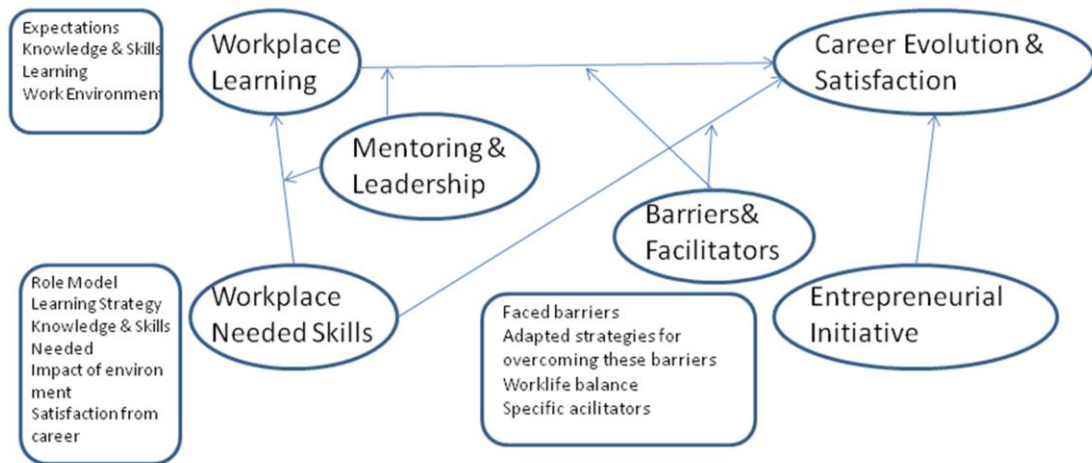 Expectations
Knowledge & Skills
Learning
Work Environment
Workplace
Learning
Career Evolution &
Satisfaction
Mentoring &
Leadership
Barriers&
Facilitators
Role Model
Learning Strategy
Knowledge & Skills
Needed
Impact of environ
ment
Satisfaction from
career
Workplace
Needed Skills
Faced barriers
Adapted strategies for
overcoming these barriers
Worklife balance
Specific acilitators
Entrepreneurial
Initiative